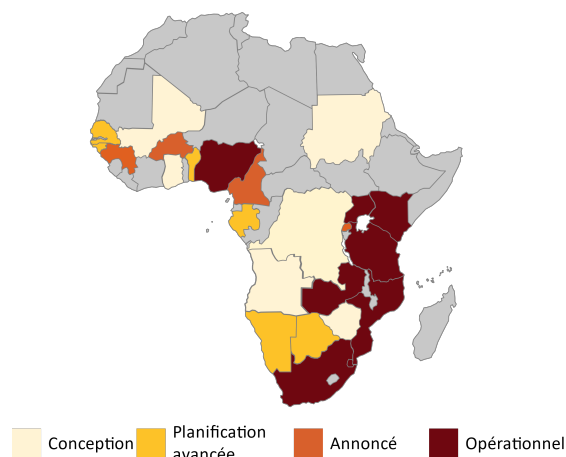 Conception
Planification
avancée
Annoncé
Opérationnel